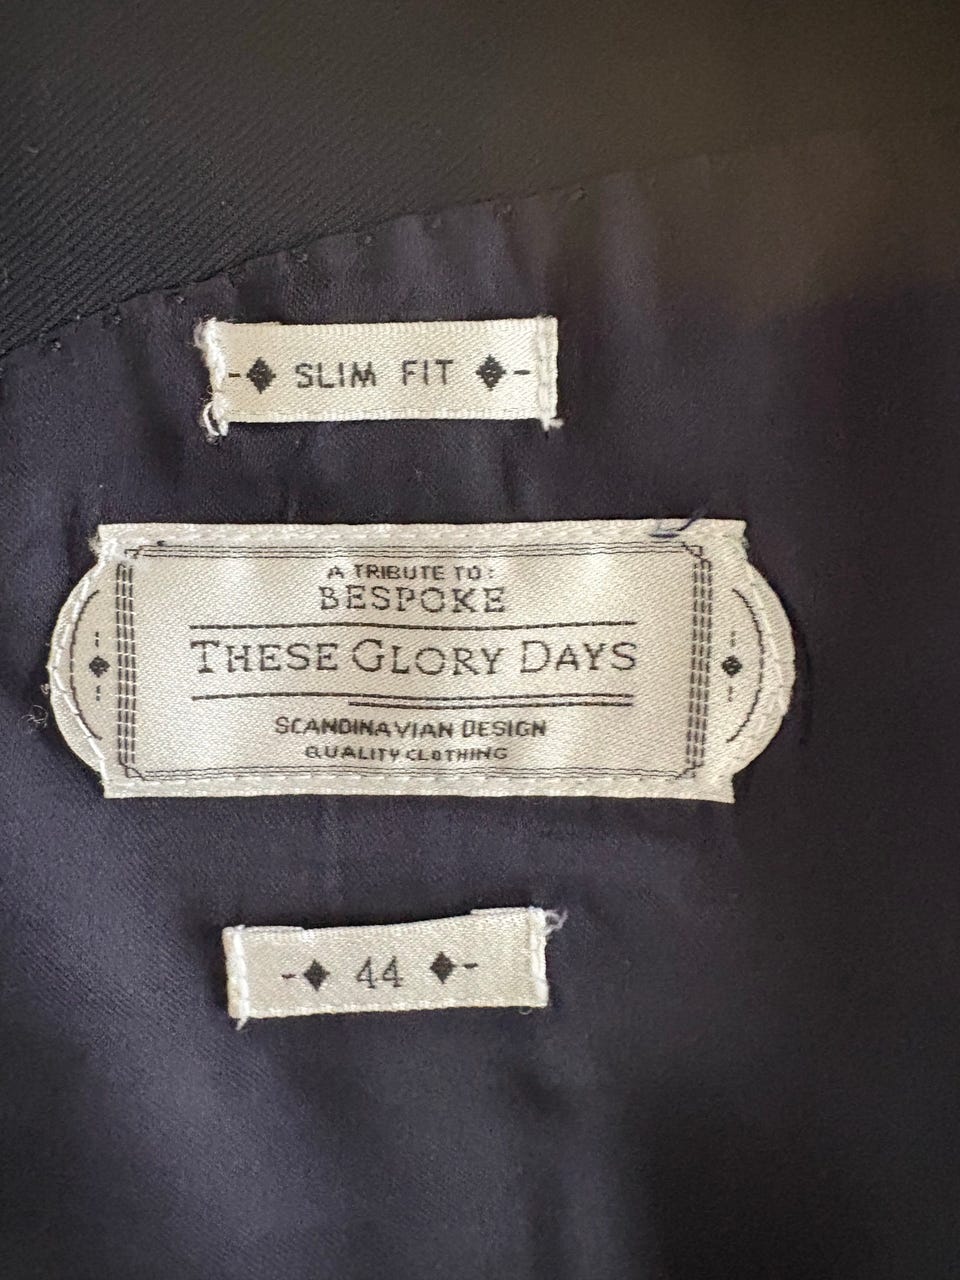 SLIM FIT
A TRIBUTE TO:
BESPOKE
THESE GLORY DAYS
SCANDINAVIAN DESIGN
QUALITY CLOTHING
44